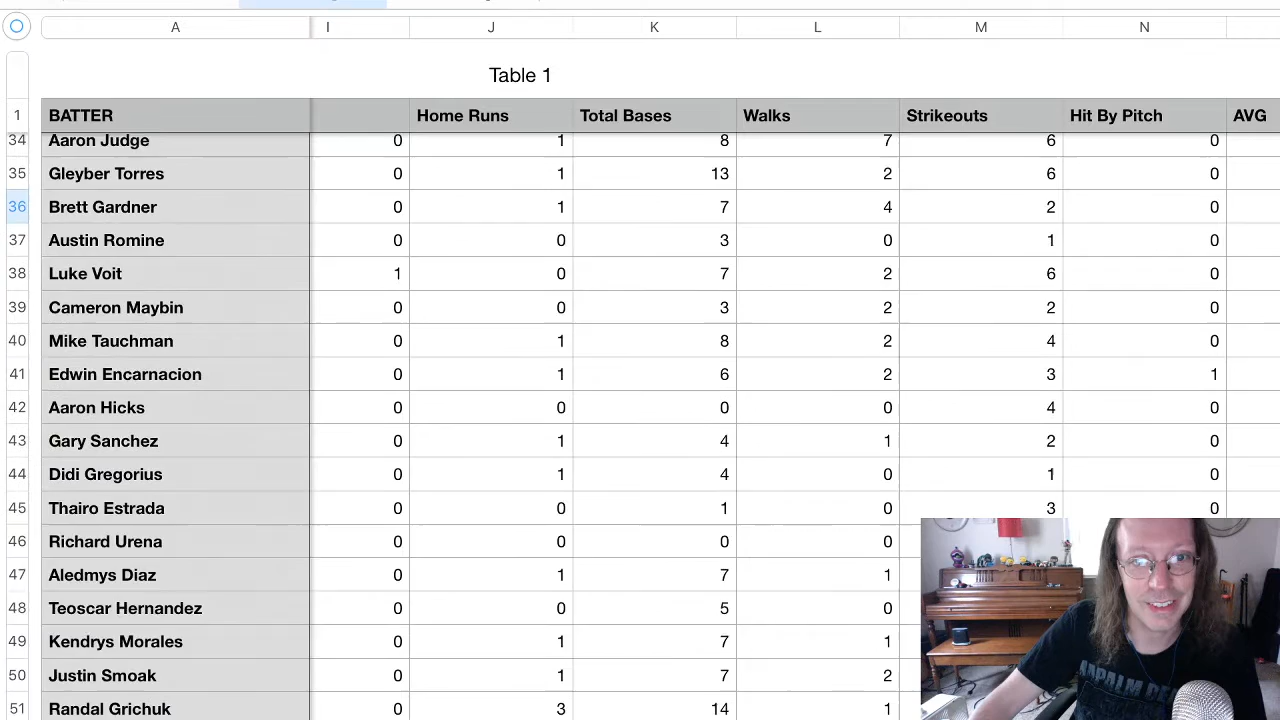 A I J K L M N
Table 1
1 BATTER Home Runs Total Bases Walks Strikeouts Hit By Pitch AVG
34 Aaron Judge 0 1 8 7 6 0
35 Gleyber Torres 0 1 13 2 6 0
36 Brett Gardner 0 1 7 4 2 0
37 Austin Romine 0 0 3 0 1 0
38 Luke Voit 1 0 7 2 6 0
39 Cameron Maybin 0 0 3 2 2 0
40 Mike Tauchman 0 1 8 2 4 0
41 Edwin Encarnacion 0 1 6 2 3 1
42 Aaron Hicks 0 0 0 0 4 0
43 Gary Sanchez 0 1 4 1 2 0
44 Didi Gregorius 0 1 4 0 1 0
45 Thairo Estrada 0 0 1 0 3 0
46 Richard Urena 0 0 0 0
47 Aledmys Diaz 0 1 7 1
48 Teoscar Hernandez 0 0 5 0
49 Kendrys Morales 0 1 7 1
50 Justin Smoak 0 1 7 2
51 Randal Grichuk 0 3 14 1